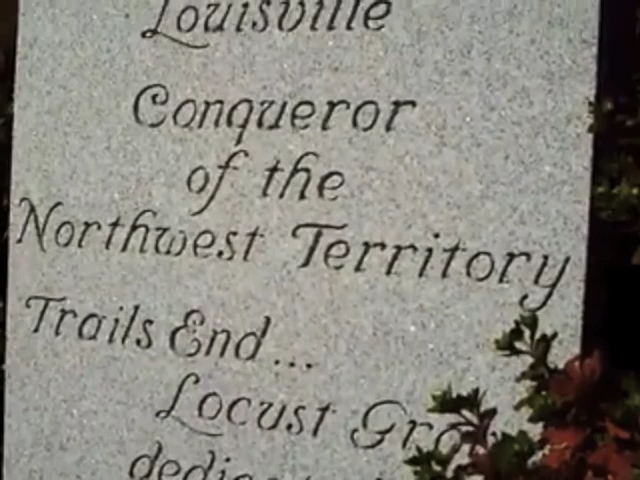 Louisville
Conqueror
of the
Northwest Territory
Trails End...
Locust